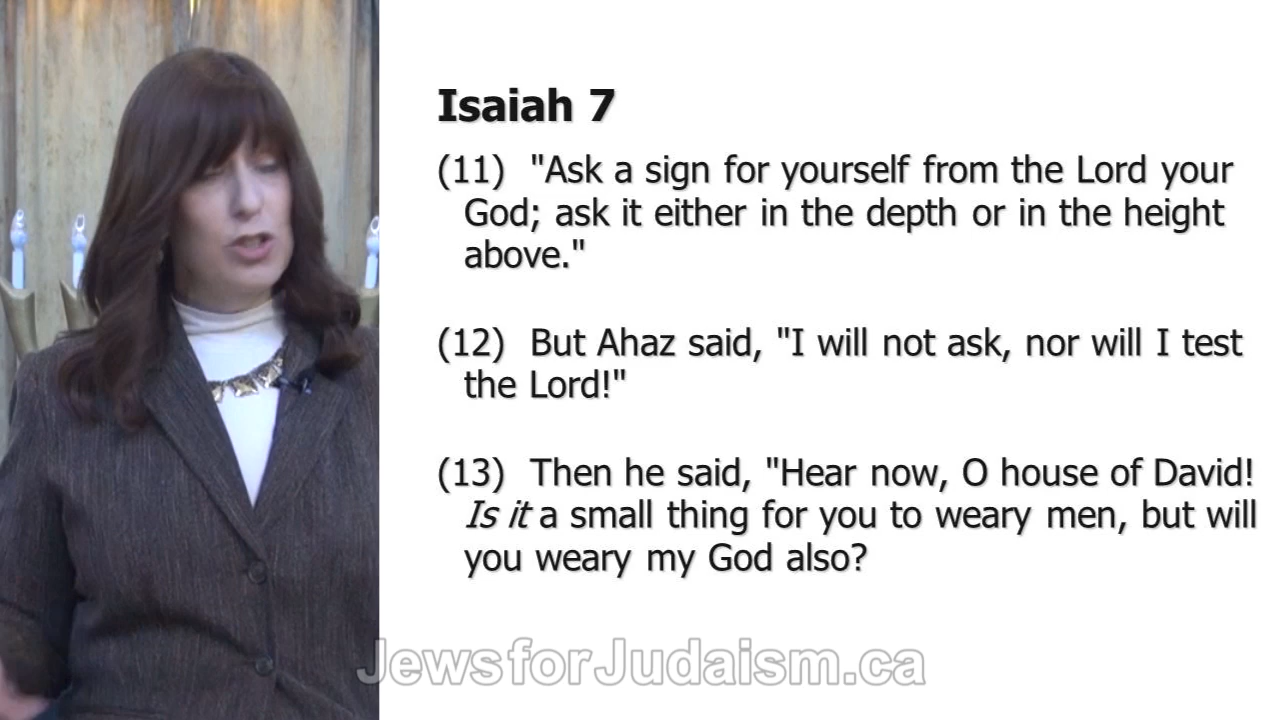 Isaiah 7
(11) "Ask a sign for yourself from the Lord your
God; ask it either in the depth or in the height
above."
(12) But Ahaz said, "I will not ask, nor will I test
the Lord!"
(13) Then he said, "Hear now, O house of David!
Is it a small thing for you to weary men, but will
you weary my God also?
JewsforJudaism.ca